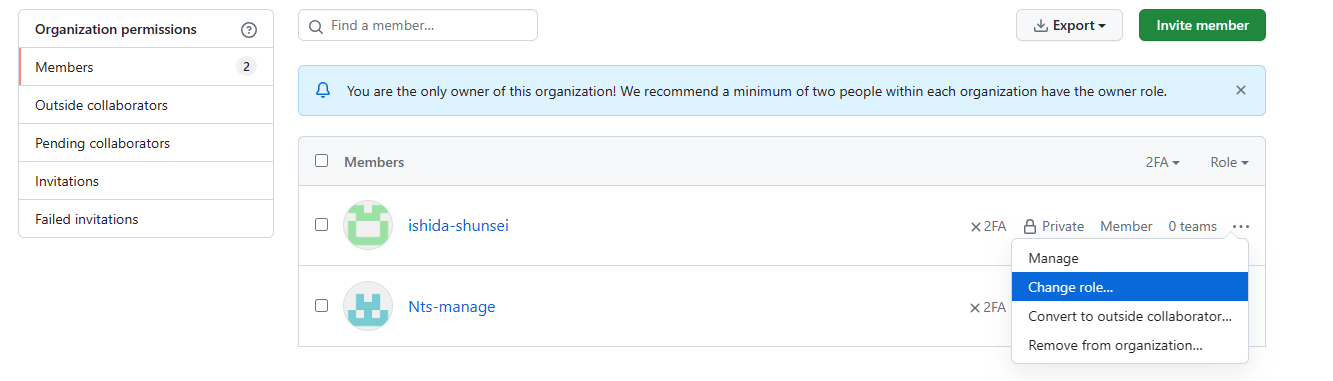 Organization permissions
Members 2
Outside collaborators
Pending collaborators
Invitations
Failed invitations
Find a member...
Export
Invite member
You are the only owner of this organization! We recommend a minimum of two people within each organization have the owner role.
Members 2FA Role
ishida-shunsei 2FA Private Member 0 teams
Manage
Change role...
Convert to outside collaborator...
Remove from organization...
Nts-manage 2FA